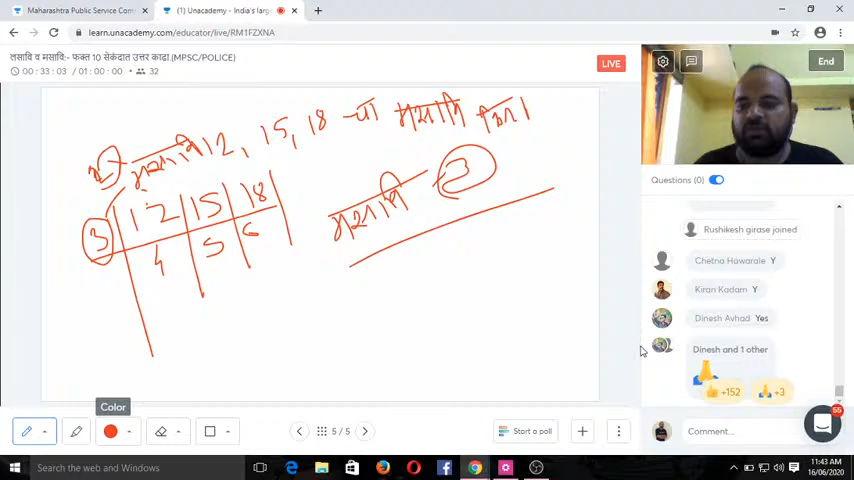 Maharashtra Public Service Com
(1) Unacademy - India's larg
learn.unacademy.com/educator/live/RM1FZXNA
लसावि व मसावि:- फक्त 10 सेकंदात उत्तर काढा.(MPSC/POLICE)
00:33:03 / 01:00:00 32
LIVE
End
मसावि 12, 15, 18 चा मसावि
3 12 15 18
4 5 6
मसावि - 3
Questions (0)
Rushikesh girase joined
Chetna Hawarale Y
Kiran Kadam Y
Dinesh Avhad Yes
Dinesh and 1 other
+152 +3
Color
5 / 5
Start a poll
Comment...
55
Search the web and Windows
11:43 AM
16/06/2020